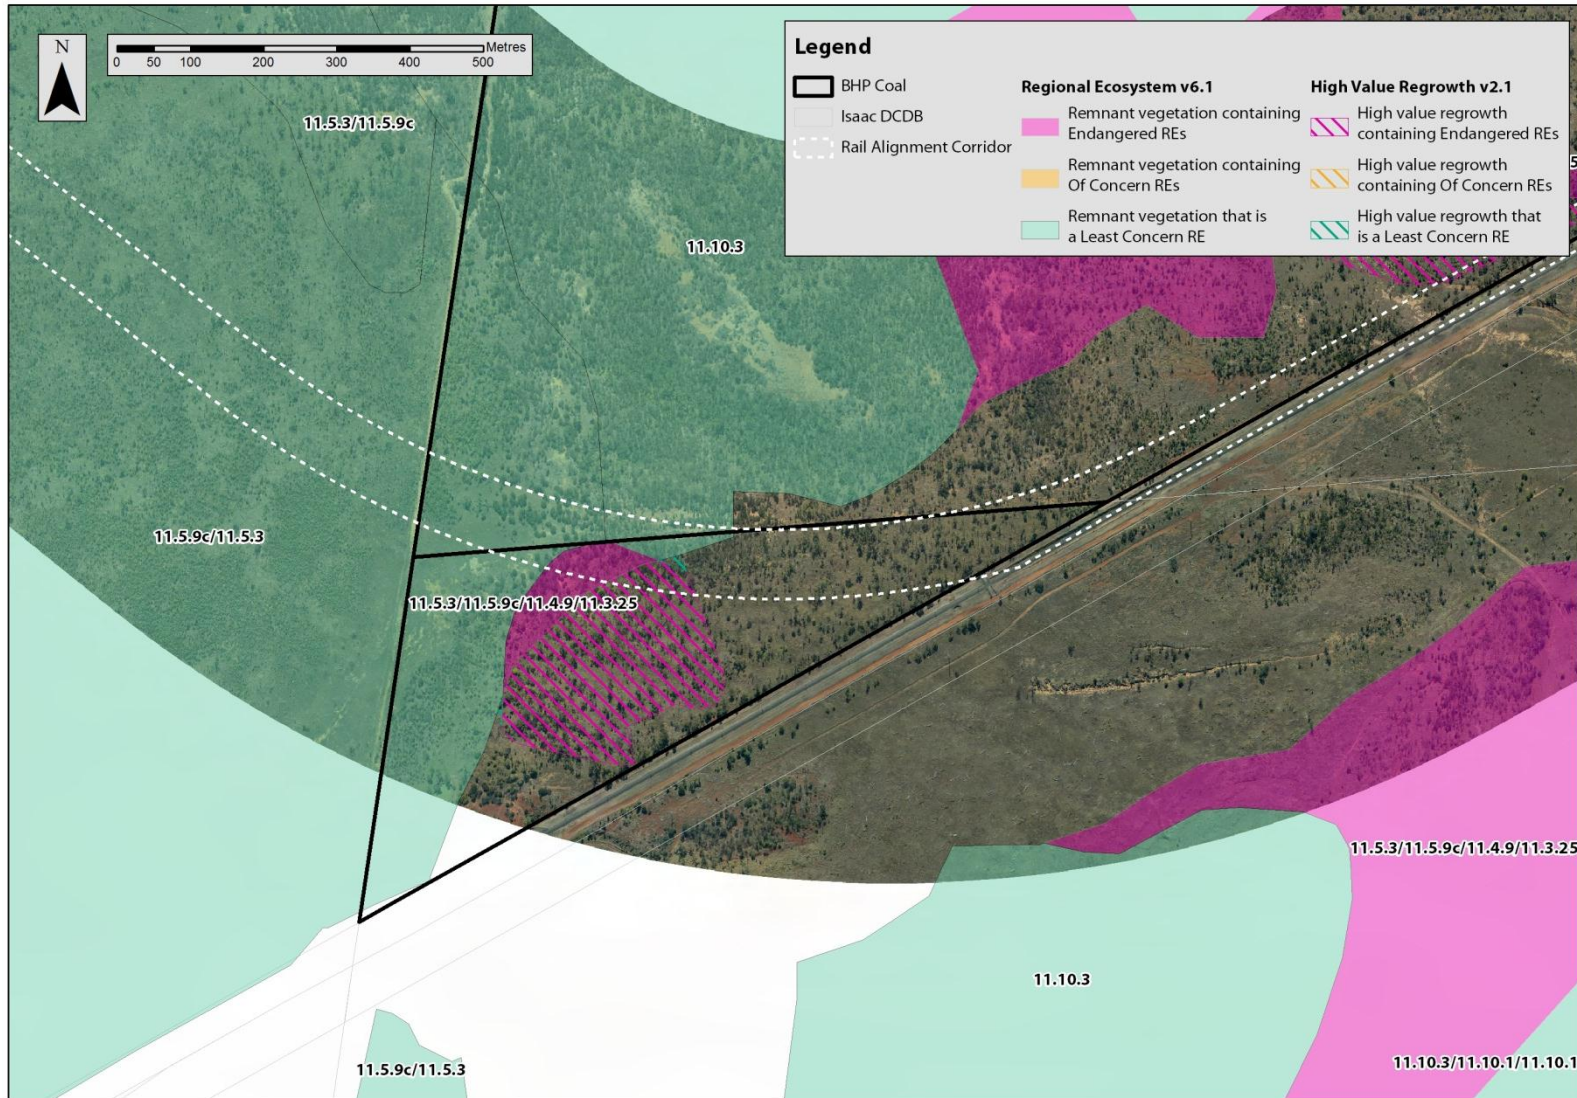 N
Metres
0 50 100 200 300 400 500
Legend
BHP Coal
Isaac DCDB
Rail Alignment Corridor
Regional Ecosystem v6.1
Remnant vegetation containing
Endangered REs
Remnant vegetation containing
Of Concern REs
Remnant vegetation that is
a Least Concern RE
High Value Regrowth v2.1
High value regrowth
containing Endangered REs
High value regrowth
containing Of Concern REs
High value regrowth that
is a Least Concern RE
11.5.3/11.5.9c
5
11.10.3
11.5.9c/11.5.3
11.5.3/11.5.9c/11.4.9/11.3.25
11.5.3/11.5.9c/11.4.9/11.3.25
11.10.3
11.5.9c/11.5.3
11.10.3/11.10.1/11.10.1